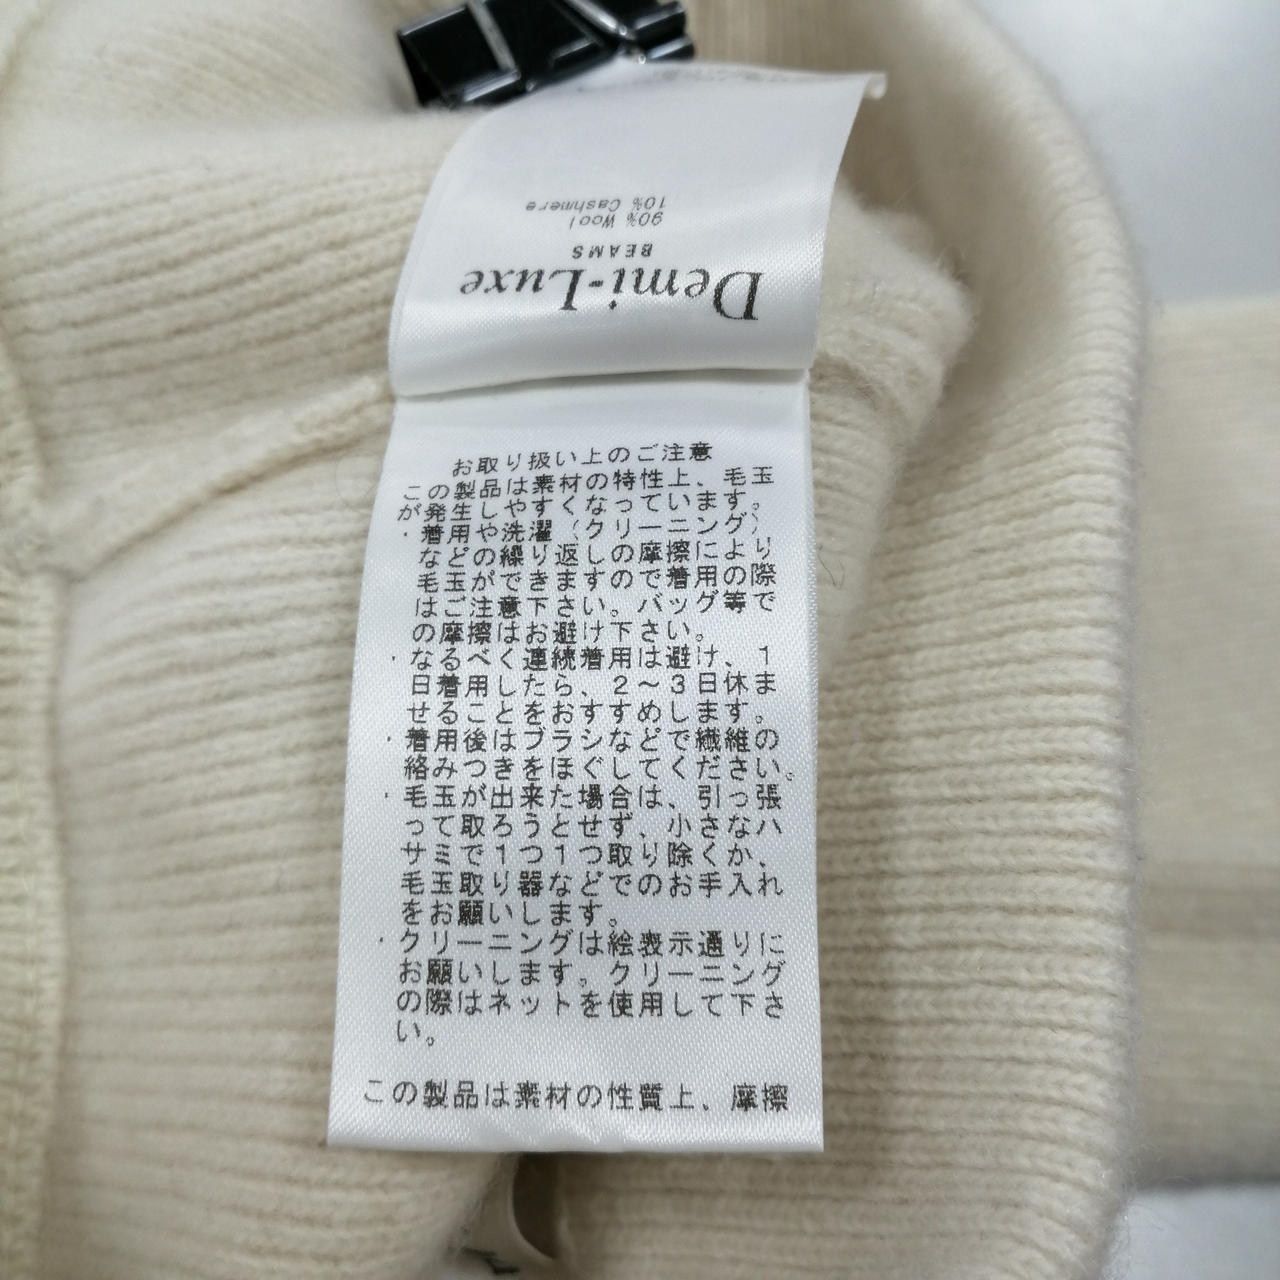 Demi-Luxe
BEAMS
90% Wool
10% Cashmere
お取り扱い上のご注意
この製品は素材の特性上、毛玉
が発生しやすくなっています。
・着用や洗濯（クリーニング）
などの繰り返しの摩擦により
毛玉ができますので着用の際
はご注意下さい。バッグ等で
の摩擦はお避け下さい。
・なるべく連続着用は避け、1
日着用したら、2～3日休ま
せることをおすすめします。
・着用後はブラシなどで繊維の
絡みつきをほぐしてください。
・毛玉が出来た場合は、引っ張
って取ろうとせず、小さなハ
サミで1つ1つ取り除くか、
毛玉取り器などでのお手入れ
をお願いします。
・クリーニングは絵表示通りに
お願いします。クリーニング
の際はネットを使用して下さ
い。
この製品は素材の性質上、摩擦